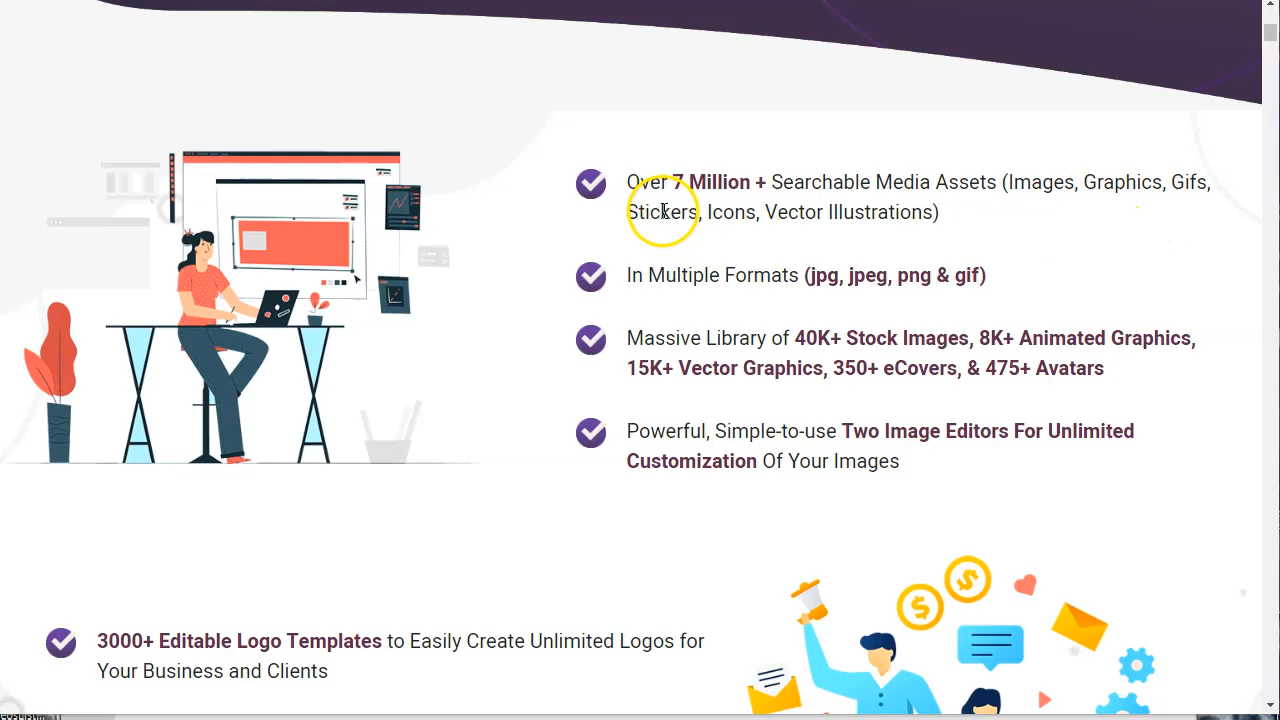 Over 7 Million + Searchable Media Assets (Images, Graphics, Gifs,
Stickers, Icons, Vector Illustrations)
In Multiple Formats (jpg, jpeg, png & gif)
Massive Library of 40K+ Stock Images, 8K+ Animated Graphics,
15K+ Vector Graphics, 350+ eCovers, & 475+ Avatars
Powerful, Simple-to-use Two Image Editors For Unlimited
Customization Of Your Images
3000+ Editable Logo Templates to Easily Create Unlimited Logos for
Your Business and Clients